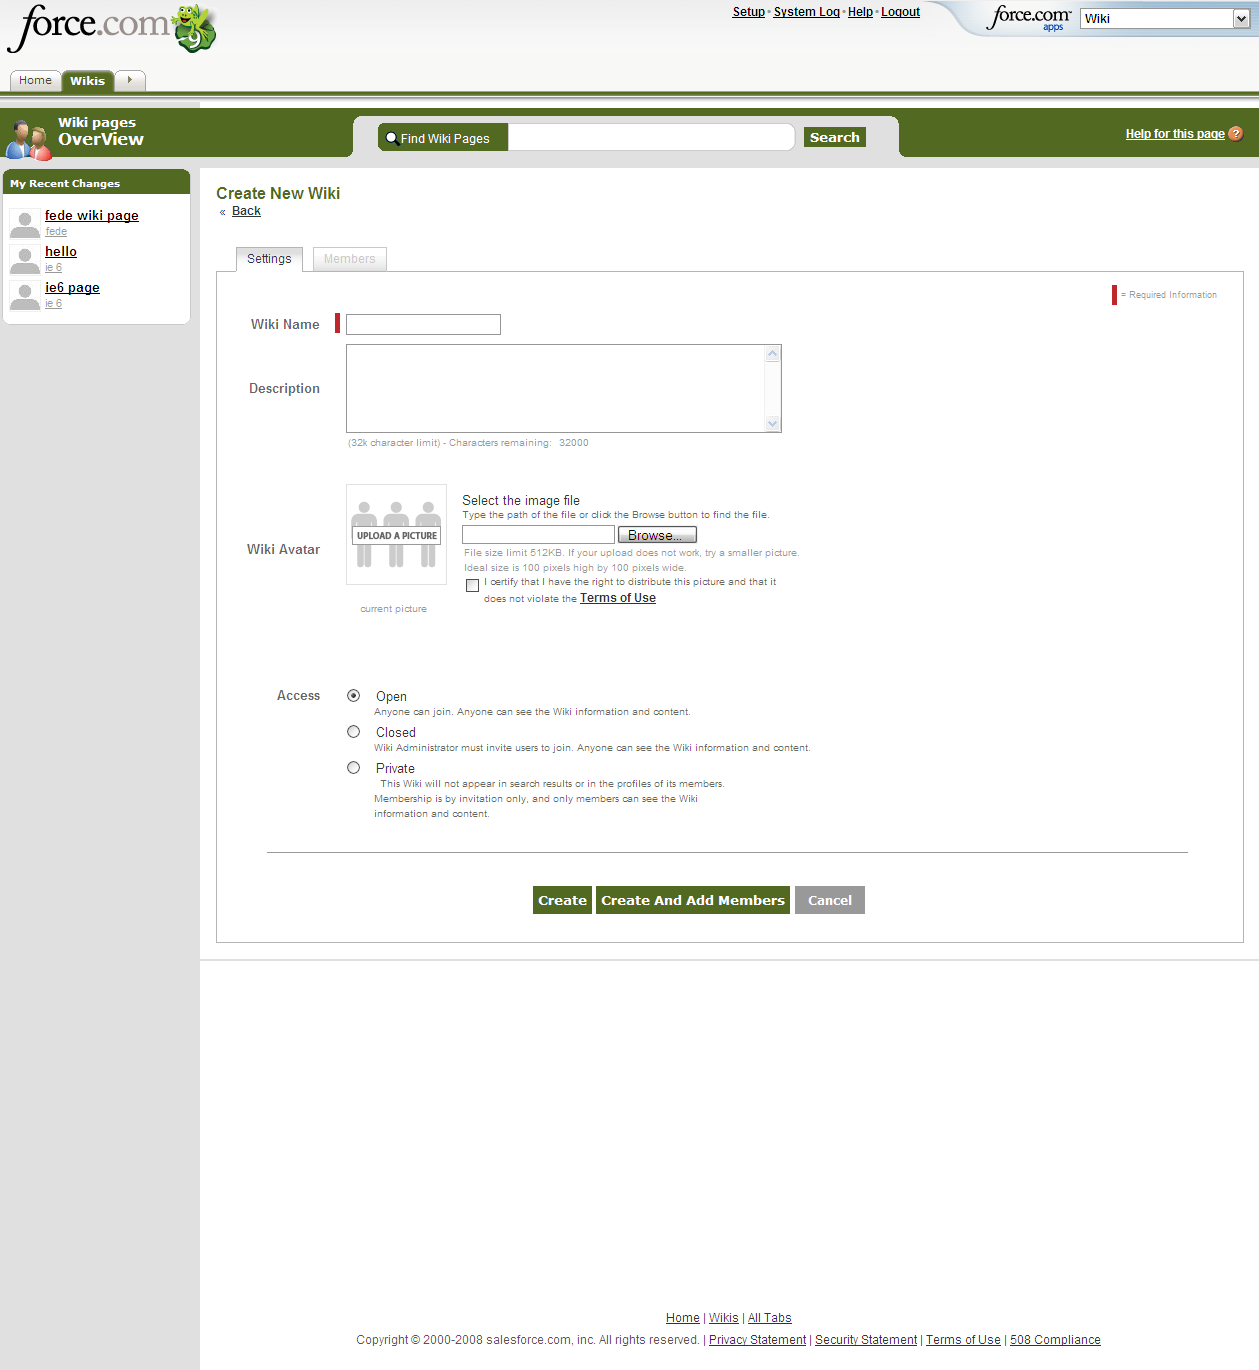 force.com 9
Setup · System Log · Help · Logout
force.com apps
Wiki
Home
Wikis
Wiki pages
OverView
Find Wiki Pages
Search
Help for this page ?
My Recent Changes
fede wiki page
fede
hello
ie 6
ie6 page
ie 6
Create New Wiki
« Back
Settings
Members
= Required Information
Wiki Name
Description
(32k character limit) - Characters remaining: 32000
Wiki Avatar
UPLOAD A PICTURE
current picture
Select the image file
Type the path of the file or click the Browse button to find the file.
Browse...
File size limit 512KB. If your upload does not work, try a smaller picture.
Ideal size is 100 pixels high by 100 pixels wide.
I certify that I have the right to distribute this picture and that it
does not violate the Terms of Use
Access
Open
Anyone can join. Anyone can see the Wiki information and content.
Closed
Wiki Administrator must invite users to join. Anyone can see the Wiki information and content.
Private
This Wiki will not appear in search results or in the profiles of its members.
Membership is by invitation only, and only members can see the Wiki
information and content.
Create
Create And Add Members
Cancel
Home | Wikis | All Tabs
Copyright © 2000-2008 salesforce.com, inc. All rights reserved. | Privacy Statement | Security Statement | Terms of Use | 508 Compliance